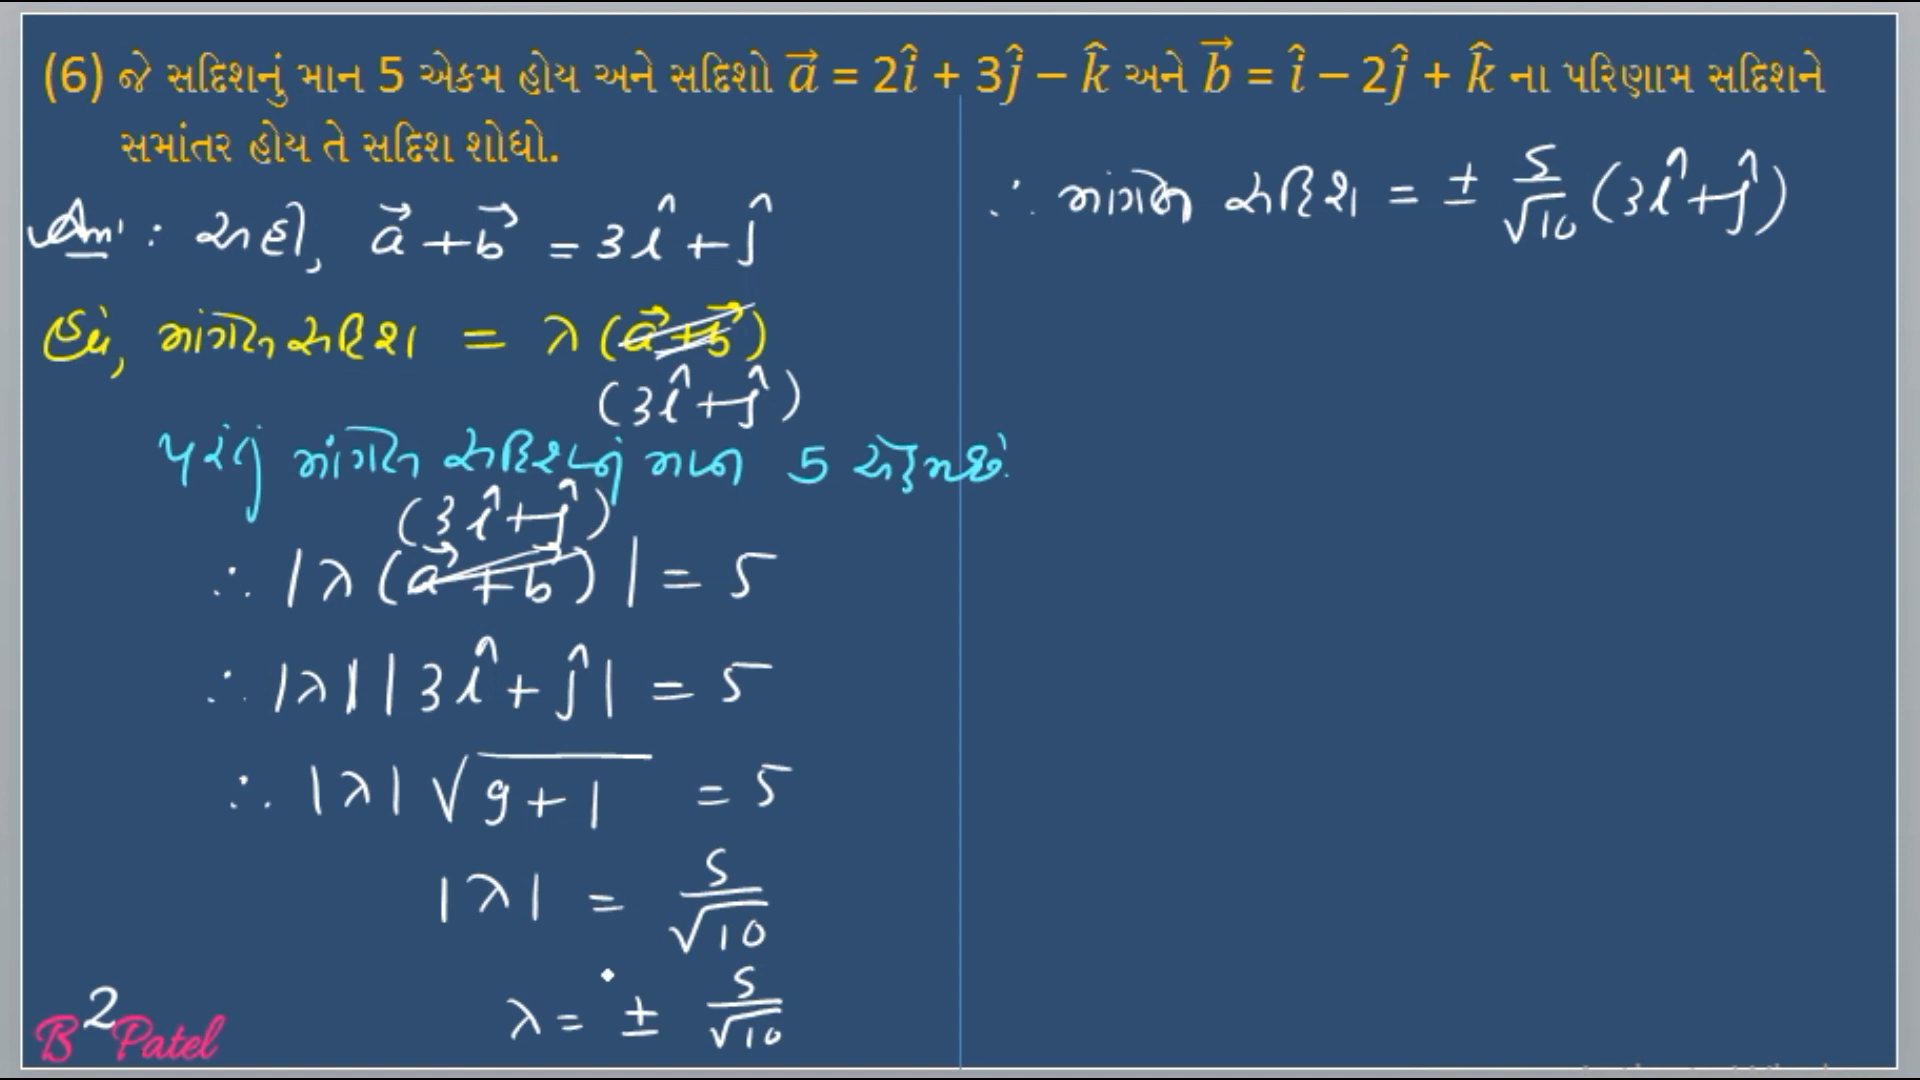 (6) જે સદિશનું માન 5 એકમ હોય અને સદિશો a⃗ = 2î + 3ĵ − k̂ અને b⃗ = î − 2ĵ + k̂ ના પરિણામ સદિશને
સમાંતર હોય તે સદિશ શોધો.
Ans : અહીં, a⃗ + b⃗ = 3î + ĵ
હવે, માંગેલ સદિશ = λ (a⃗ + b⃗)
(3î + ĵ)
પરંતુ માંગેલ સદિશનું માન 5 એકમ છે.
(3î + ĵ)
∴ |λ (a⃗ + b⃗)| = 5
∴ |λ| |3î + ĵ| = 5
∴ |λ| √(9 + 1) = 5
|λ| = 5/√10
λ = ± 5/√10
∴ માંગેલ સદિશ = ± 5/√10 (3î + ĵ)
B² Patel